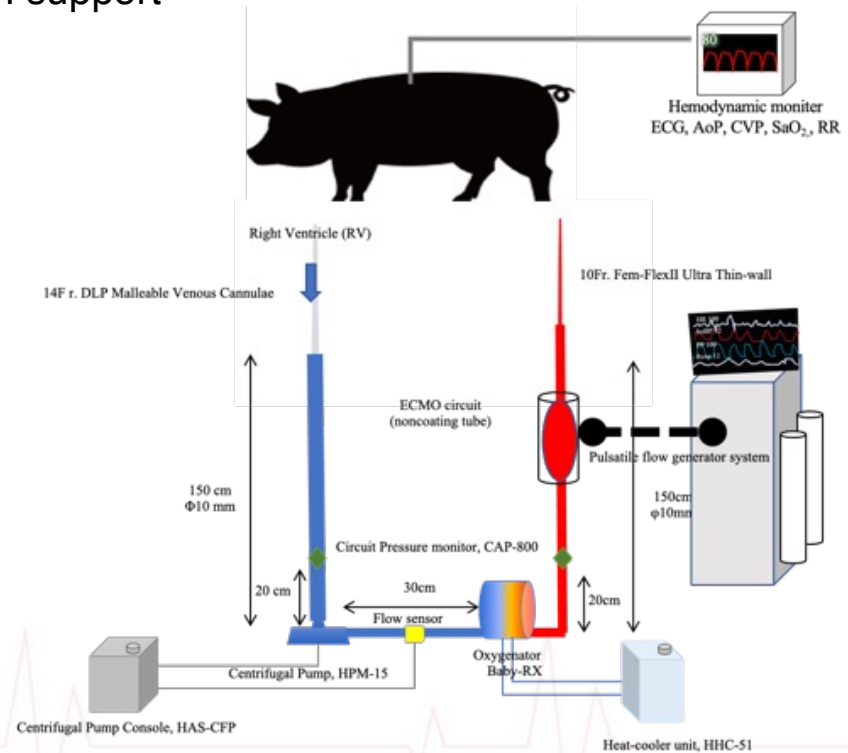 80
Hemodynamic moniter
ECG, AoP, CVP, SaO2,, RR
Right Ventricle (RV)
14F r. DLP Malleable Venous Cannulae
10Fr. Fem-FlexII Ultra Thin-wall
ECMO circuit
(noncoating tube)
Pulsatile flow generator system
150 cm
Φ10 mm
150cm
φ10mm
Circuit Pressure monitor, CAP-800
20 cm
30cm
20cm
Flow sensor
Oxygenator
Baby-RX
Centrifugal Pump, HPM-15
Centrifugal Pump Console, HAS-CFP
Heat-cooler unit, HHC-51